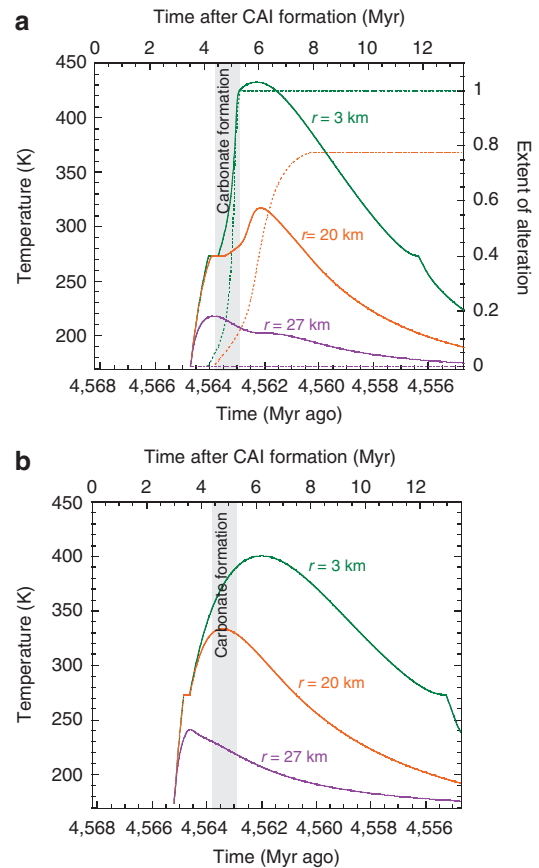 a
Time after CAI formation (Myr)
0 2 4 6 8 10 12
450
400
350
300
250
200
Temperature (K)
1
0.8
0.6
0.4
0.2
0
Extent of alteration
Carbonate formation
r = 3 km
r = 20 km
r = 27 km
4,568 4,566 4,564 4,562 4,560 4,558 4,556
Time (Myr ago)
b
Time after CAI formation (Myr)
0 2 4 6 8 10 12
450
400
350
300
250
200
Temperature (K)
Carbonate formation
r = 3 km
r = 20 km
r = 27 km
4,568 4,566 4,564 4,562 4,560 4,558 4,556
Time (Myr ago)